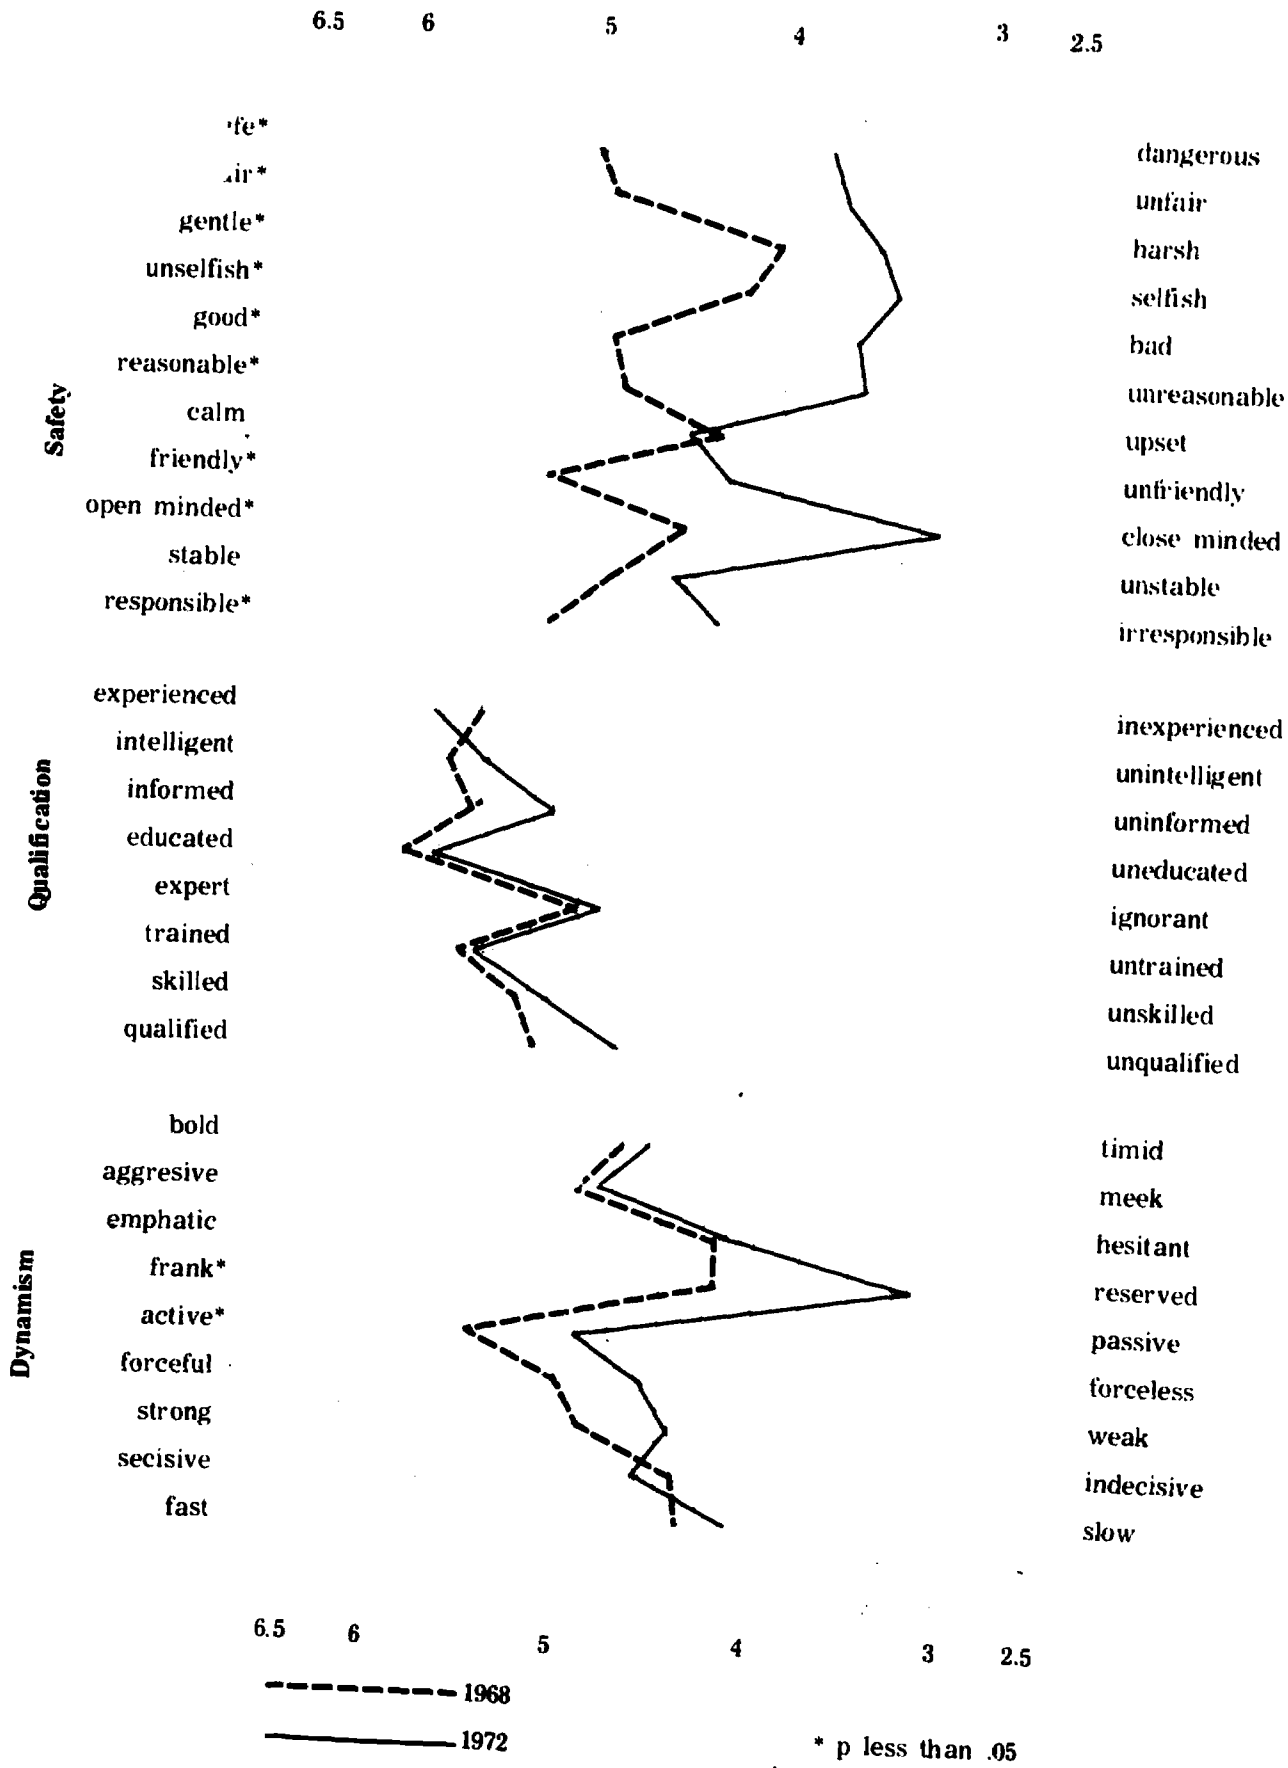 6.5 6 5 4 3 2.5
dangerous
unfair
gentle* harsh
unselfish* selfish
good* bad
reasonable* unreasonable
Safety
calm upset
friendly* unfriendly
open minded* close minded
stable unstable
responsible* irresponsible
experienced inexperienced
intelligent unintelligent
informed uninformed
Qualification
educated uneducated
expert ignorant
trained untrained
skilled unskilled
qualified unqualified
bold timid
aggresive meek
emphatic hesitant
frank* reserved
Dynamism
active* passive
forceful forceless
strong weak
secisive indecisive
fast slow
6.5 6 5 4 3 2.5
1968
1972
* p less than .05